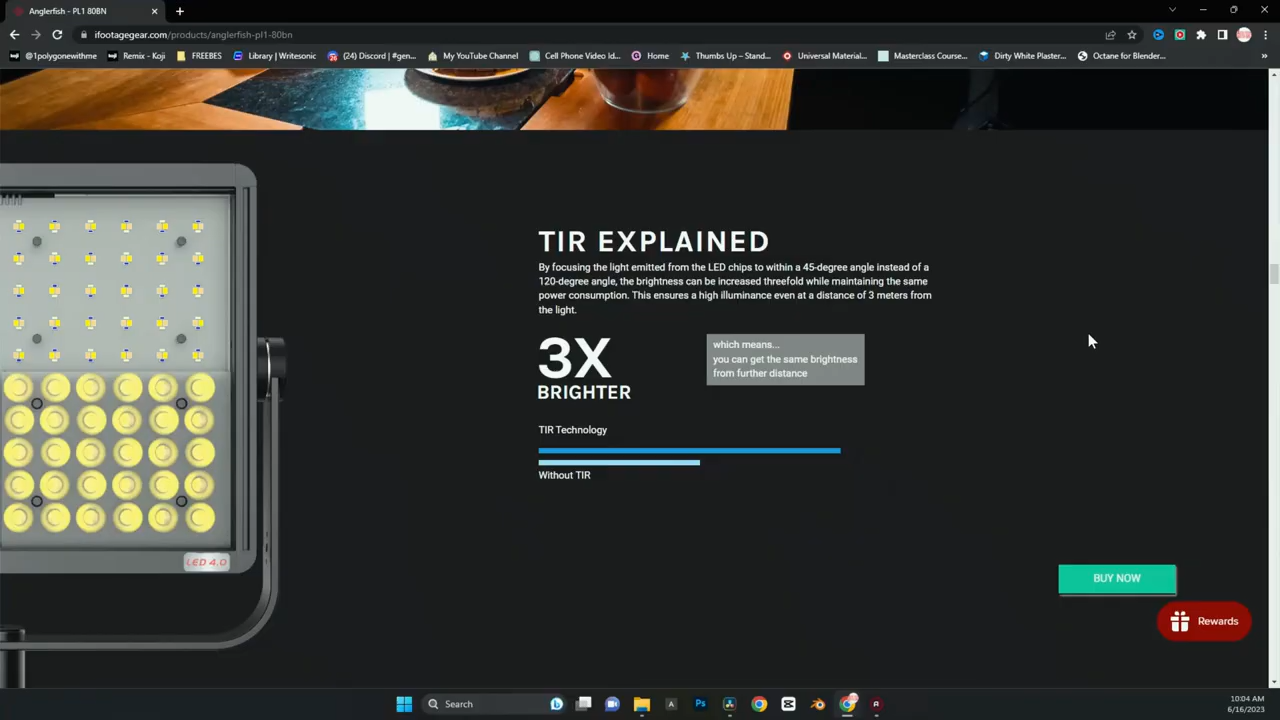 Anglerfish - PL1 80BN
ifootagegear.com/products/anglerfish-pl1-80bn
@1polygonewithme
Remix - Koji
FREEBES
Library | Writesonic
(24) Discord | #gen...
My YouTube Channel
Cell Phone Video Id...
Home
Thumbs Up – Stand...
Universal Material...
Masterclass Course...
Dirty White Plaster...
Octane for Blender...
»
TIR EXPLAINED
By focusing the light emitted from the LED chips to within a 45-degree angle instead of a
120-degree angle, the brightness can be increased threefold while maintaining the same
power consumption. This ensures a high illuminance even at a distance of 3 meters from
the light.
3X
BRIGHTER
which means...
you can get the same brightness
from further distance
TIR Technology
Without TIR
LED 4.0
BUY NOW
Rewards
Search
10:04 AM
6/16/2023